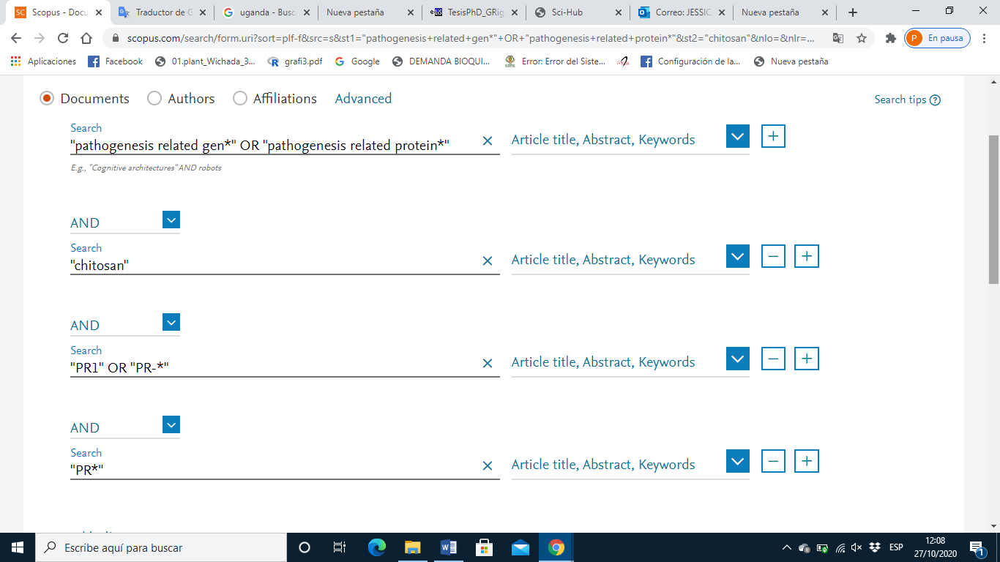 Scopus - Docu
Traductor de G
uganda - Busc
Nueva pestaña
TesisPhD_GRig
Sci-Hub
Correo: JESSIC
Nueva pestaña
scopus.com/search/form.uri?sort=plf-f&src=s&st1="pathogenesis+related+gen*"+OR+"pathogenesis+related+protein*"&st2="chitosan"&nlo=&nlr=...
P En pausa
Aplicaciones
Facebook
01.plant_Wichada_3...
grafi3.pdf
Google
DEMANDA BIOQUI...
Error: Error del Siste...
Configuración de la...
Nueva pestaña
Documents
Authors
Affiliations
Advanced
Search tips
Search
"pathogenesis related gen*" OR "pathogenesis related protein*"
Article title, Abstract, Keywords
E.g., "Cognitive architectures" AND robots
AND
Search
"chitosan"
Article title, Abstract, Keywords
AND
Search
"PR1" OR "PR-*"
Article title, Abstract, Keywords
AND
Search
"PR*"
Article title, Abstract, Keywords
Escribe aquí para buscar
ESP
12:08
27/10/2020
1